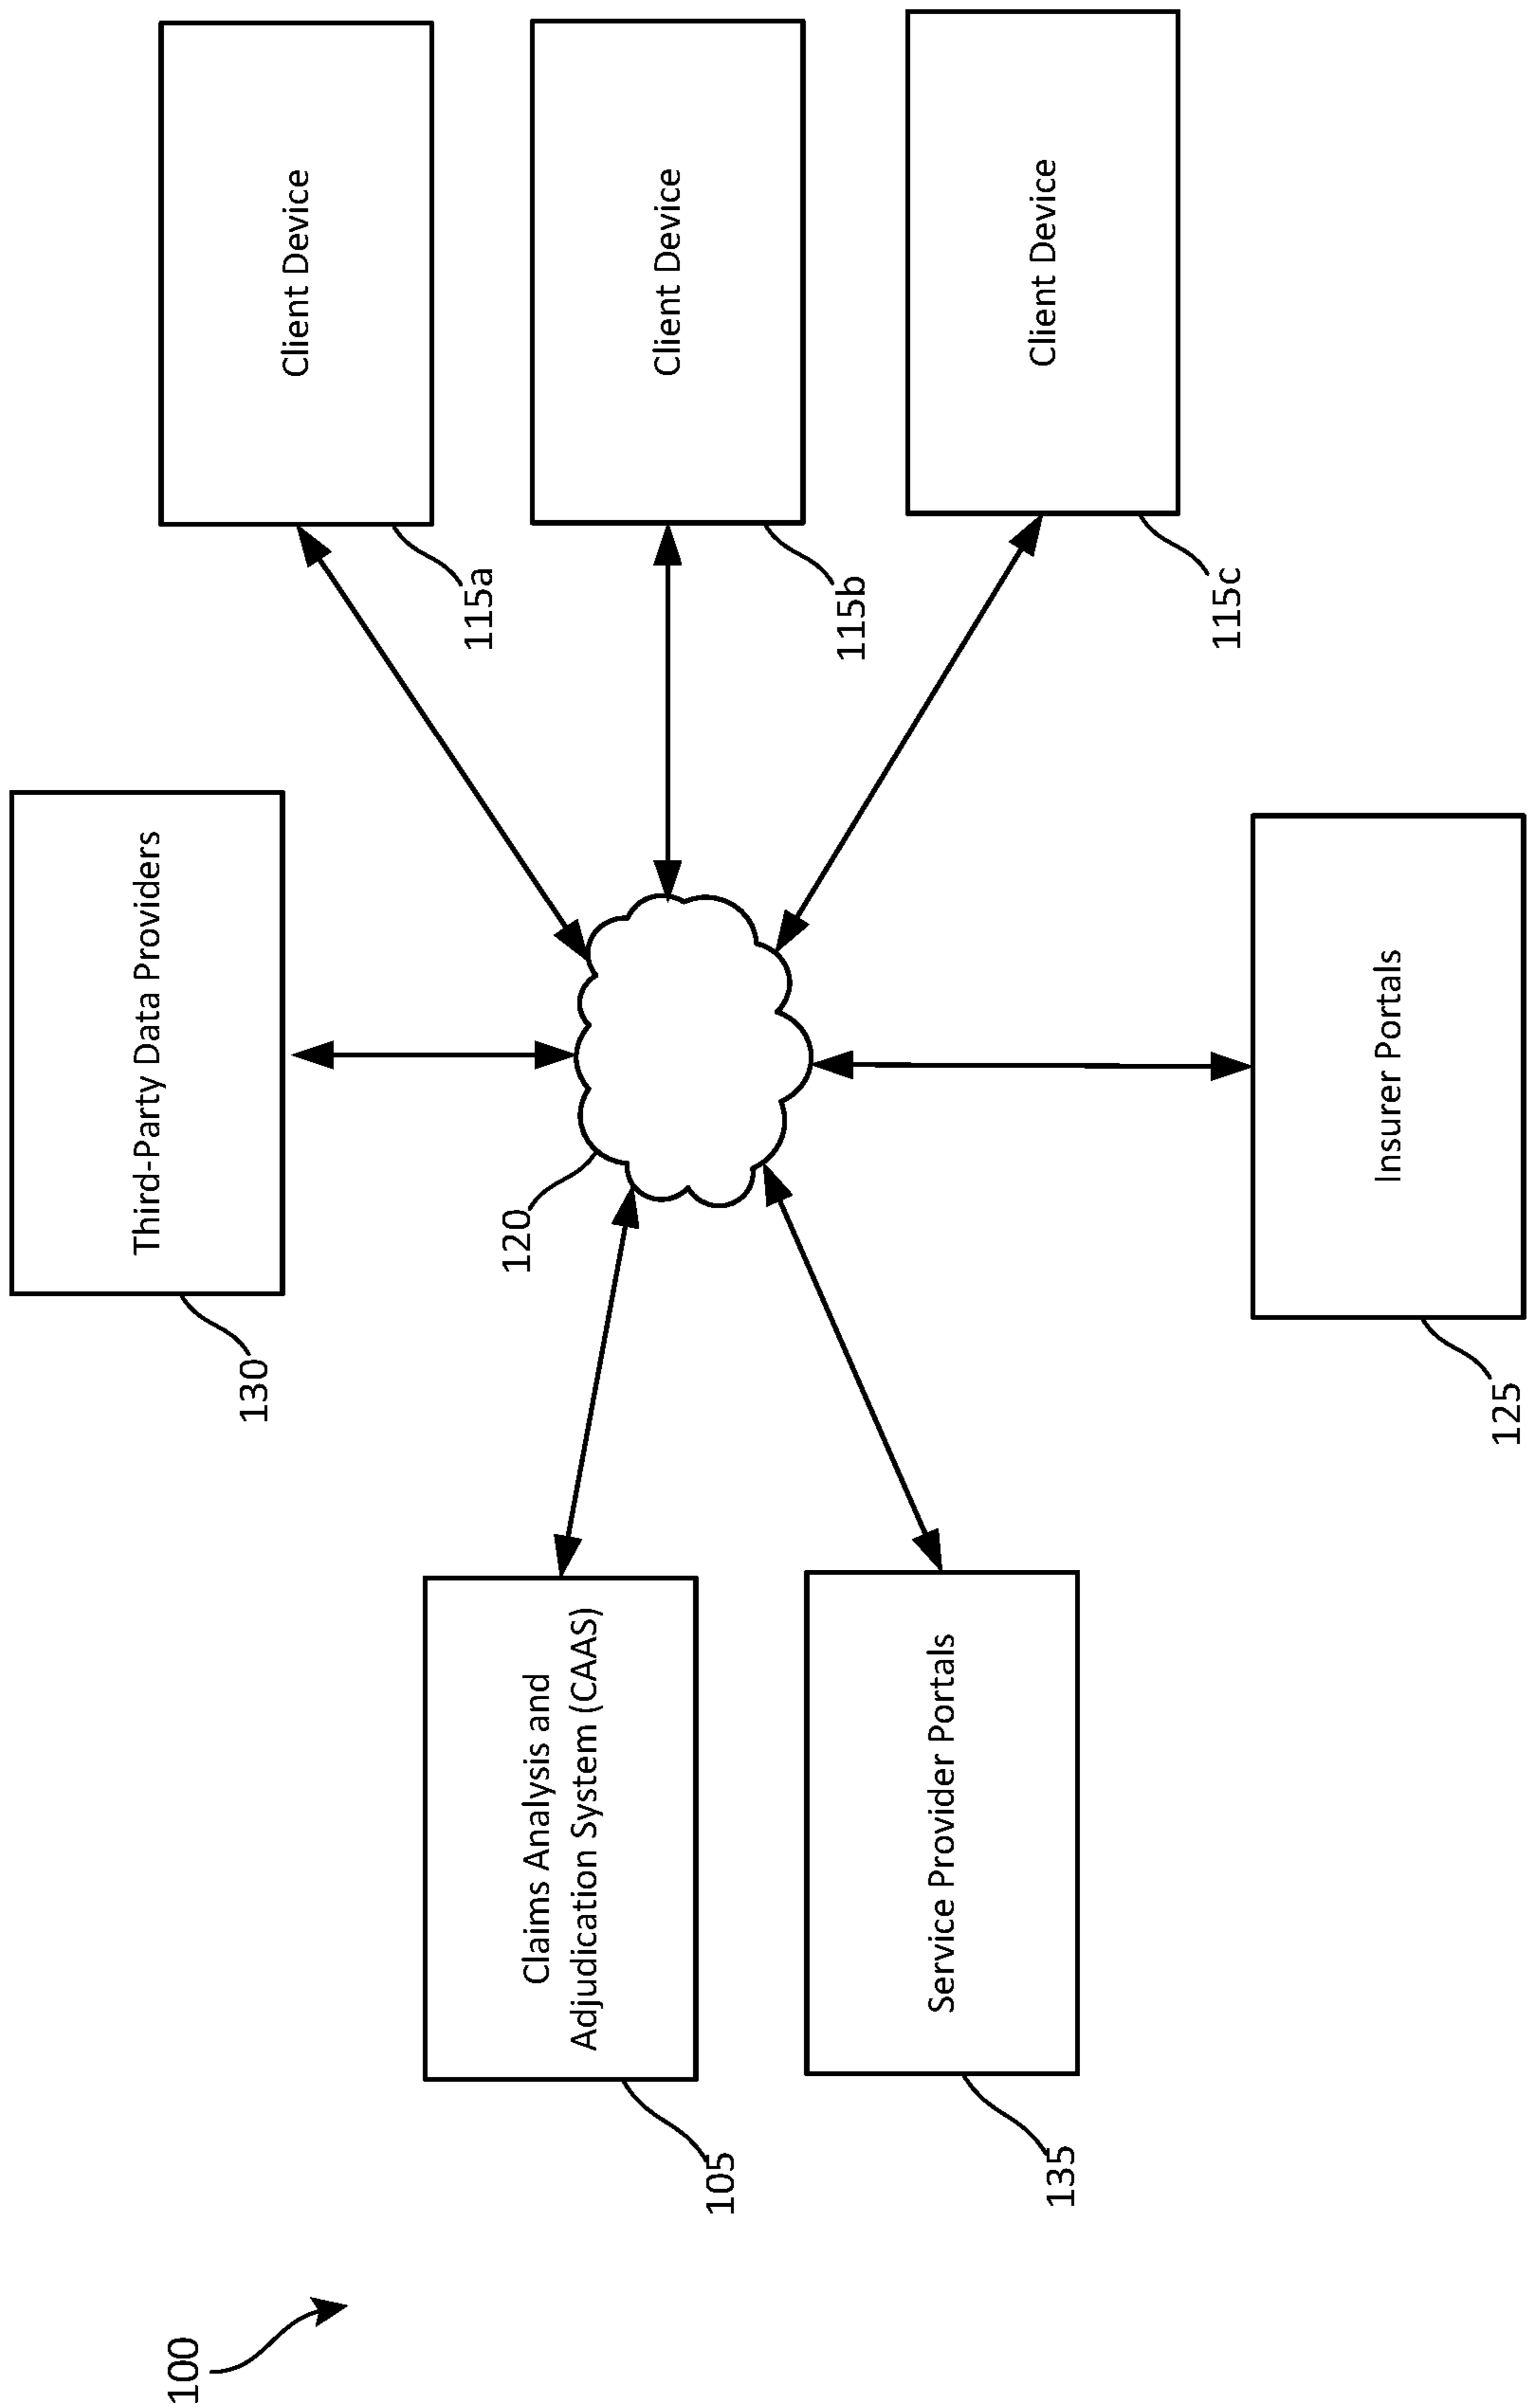 Third-Party Data Providers
130
Client Device
115a
120
Claims Analysis and
Adjudication System (CAAS)
105
Client Device
115b
Service Provider Portals
135
Client Device
115c
Insurer Portals
125
100